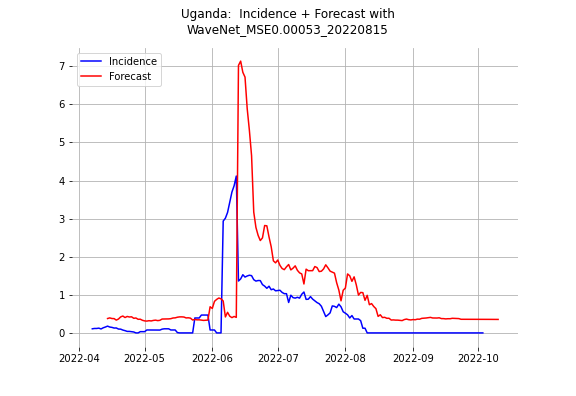 Uganda:  Incidence + Forecast with
WaveNet_MSE0.00053_20220815
Incidence
Forecast
7
6
5
4
3
2
1
0
2022-04 2022-05 2022-06 2022-07 2022-08 2022-09 2022-10